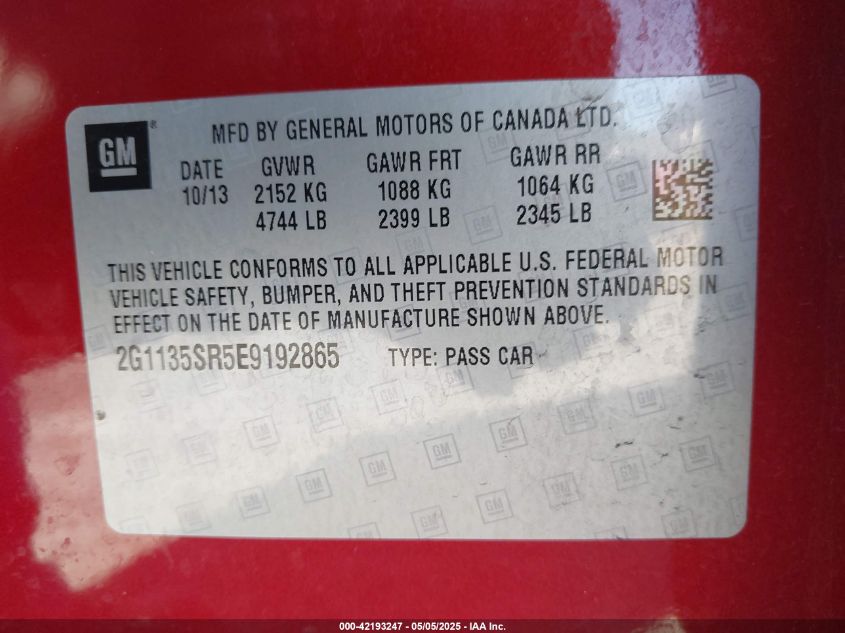 GM®
MFD BY GENERAL MOTORS OF CANADA LTD.
DATE GVWR GAWR FRT GAWR RR
10/13 2152 KG 1088 KG 1064 KG
4744 LB 2399 LB 2345 LB
THIS VEHICLE CONFORMS TO ALL APPLICABLE U.S. FEDERAL MOTOR
VEHICLE SAFETY, BUMPER, AND THEFT PREVENTION STANDARDS IN
EFFECT ON THE DATE OF MANUFACTURE SHOWN ABOVE.
2G1135SR5E9192865 TYPE: PASS CAR
000-42193247 - 05/05/2025 - IAA Inc.